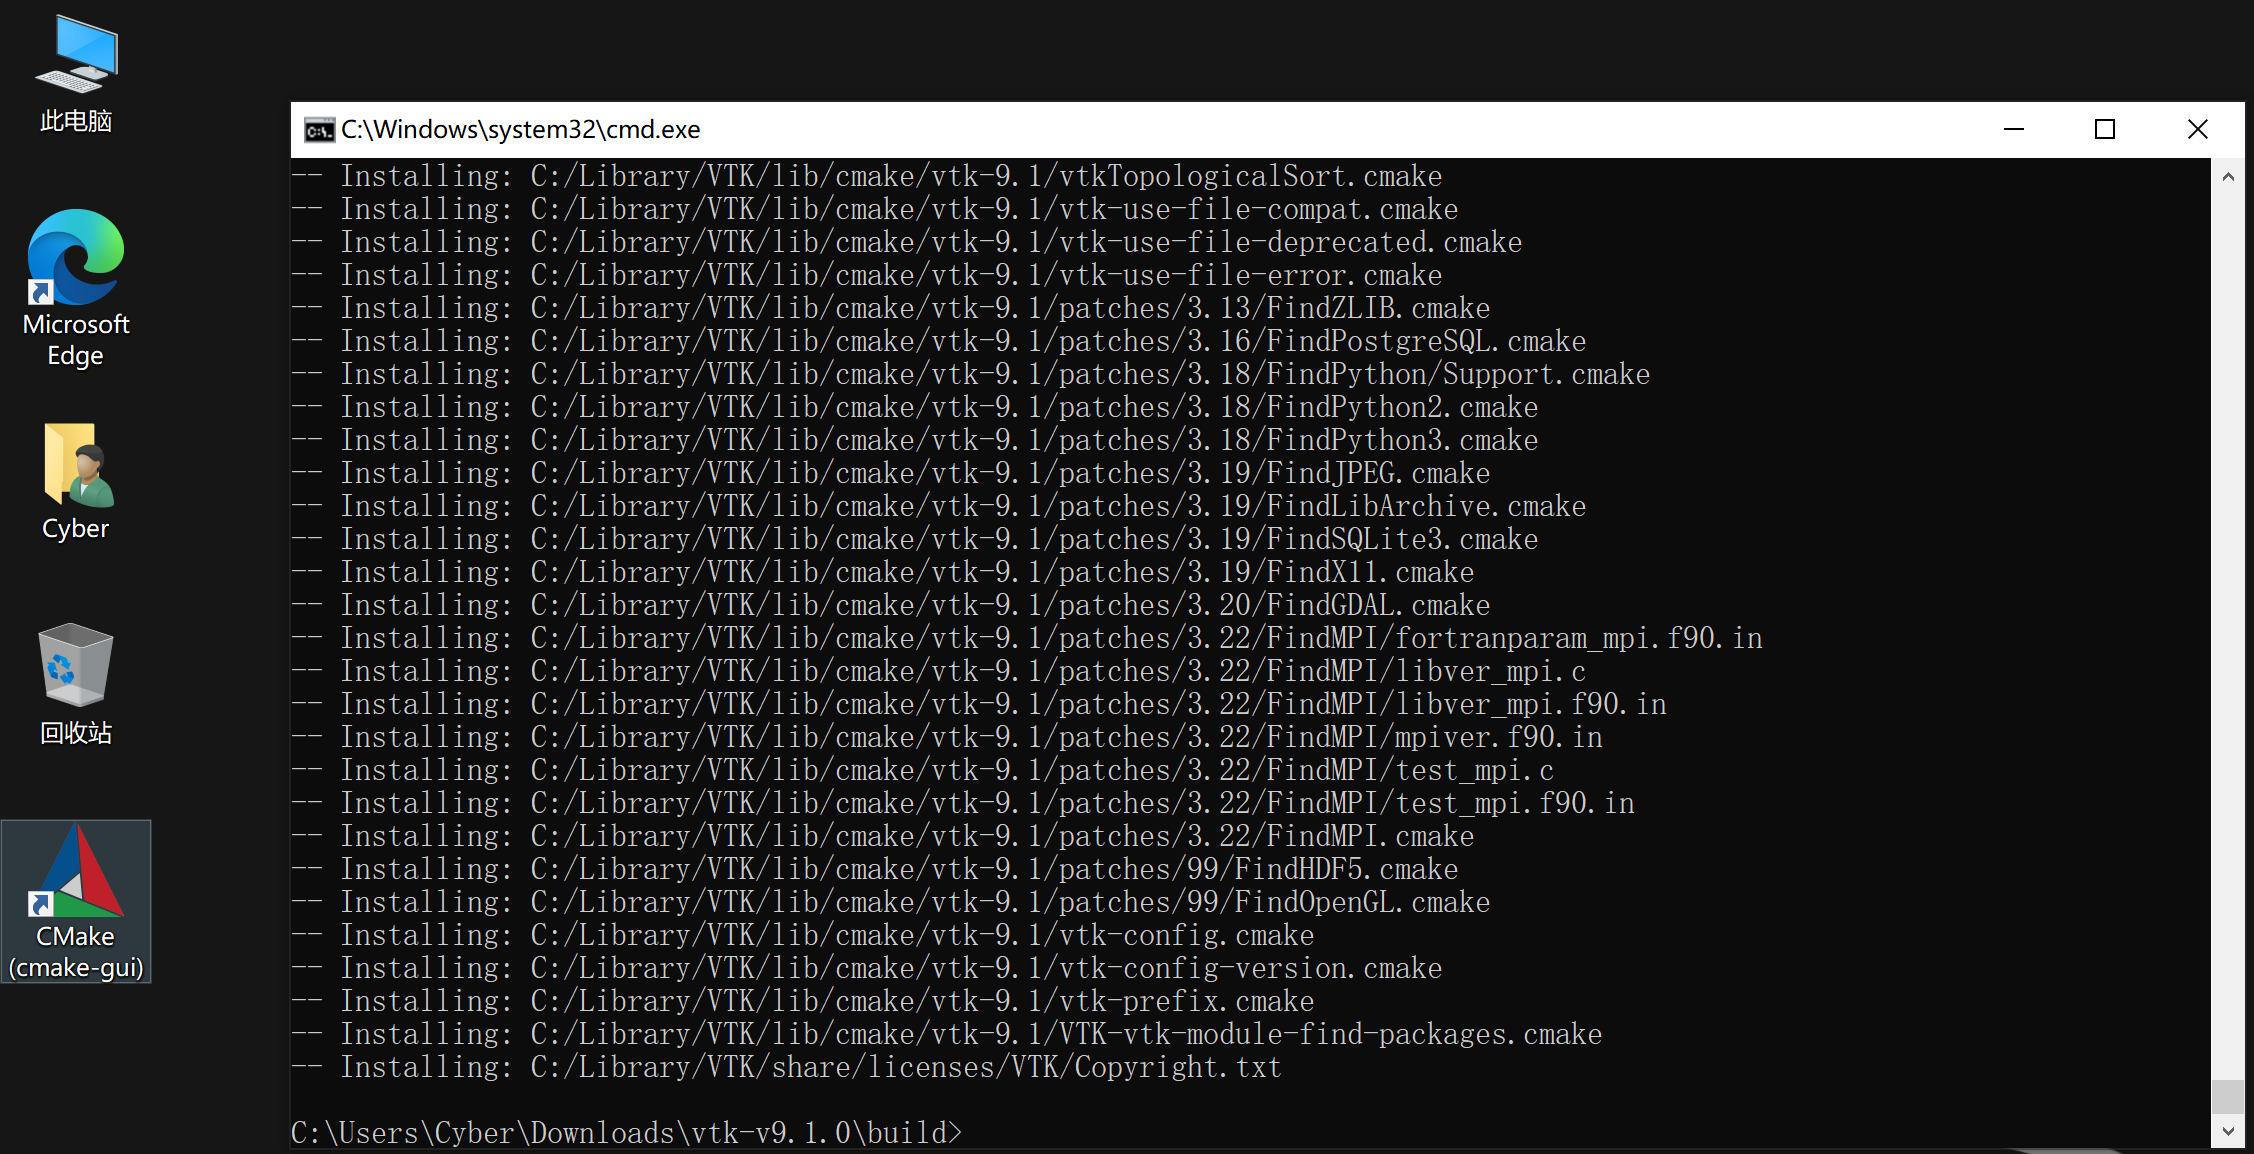 此电脑
Microsoft
Edge
Cyber
回收站
CMake
(cmake-gui)
C:\Windows\system32\cmd.exe
-- Installing: C:/Library/VTK/lib/cmake/vtk-9.1/vtkTopologicalSort.cmake
-- Installing: C:/Library/VTK/lib/cmake/vtk-9.1/vtk-use-file-compat.cmake
-- Installing: C:/Library/VTK/lib/cmake/vtk-9.1/vtk-use-file-deprecated.cmake
-- Installing: C:/Library/VTK/lib/cmake/vtk-9.1/vtk-use-file-error.cmake
-- Installing: C:/Library/VTK/lib/cmake/vtk-9.1/patches/3.13/FindZLIB.cmake
-- Installing: C:/Library/VTK/lib/cmake/vtk-9.1/patches/3.16/FindPostgreSQL.cmake
-- Installing: C:/Library/VTK/lib/cmake/vtk-9.1/patches/3.18/FindPython/Support.cmake
-- Installing: C:/Library/VTK/lib/cmake/vtk-9.1/patches/3.18/FindPython2.cmake
-- Installing: C:/Library/VTK/lib/cmake/vtk-9.1/patches/3.18/FindPython3.cmake
-- Installing: C:/Library/VTK/lib/cmake/vtk-9.1/patches/3.19/FindJPEG.cmake
-- Installing: C:/Library/VTK/lib/cmake/vtk-9.1/patches/3.19/FindLibArchive.cmake
-- Installing: C:/Library/VTK/lib/cmake/vtk-9.1/patches/3.19/FindSQLite3.cmake
-- Installing: C:/Library/VTK/lib/cmake/vtk-9.1/patches/3.19/FindX11.cmake
-- Installing: C:/Library/VTK/lib/cmake/vtk-9.1/patches/3.20/FindGDAL.cmake
-- Installing: C:/Library/VTK/lib/cmake/vtk-9.1/patches/3.22/FindMPI/fortranparam_mpi.f90.in
-- Installing: C:/Library/VTK/lib/cmake/vtk-9.1/patches/3.22/FindMPI/libver_mpi.c
-- Installing: C:/Library/VTK/lib/cmake/vtk-9.1/patches/3.22/FindMPI/libver_mpi.f90.in
-- Installing: C:/Library/VTK/lib/cmake/vtk-9.1/patches/3.22/FindMPI/mpiver.f90.in
-- Installing: C:/Library/VTK/lib/cmake/vtk-9.1/patches/3.22/FindMPI/test_mpi.c
-- Installing: C:/Library/VTK/lib/cmake/vtk-9.1/patches/3.22/FindMPI/test_mpi.f90.in
-- Installing: C:/Library/VTK/lib/cmake/vtk-9.1/patches/3.22/FindMPI.cmake
-- Installing: C:/Library/VTK/lib/cmake/vtk-9.1/patches/99/FindHDF5.cmake
-- Installing: C:/Library/VTK/lib/cmake/vtk-9.1/patches/99/FindOpenGL.cmake
-- Installing: C:/Library/VTK/lib/cmake/vtk-9.1/vtk-config.cmake
-- Installing: C:/Library/VTK/lib/cmake/vtk-9.1/vtk-config-version.cmake
-- Installing: C:/Library/VTK/lib/cmake/vtk-9.1/vtk-prefix.cmake
-- Installing: C:/Library/VTK/lib/cmake/vtk-9.1/VTK-vtk-module-find-packages.cmake
-- Installing: C:/Library/VTK/share/licenses/VTK/Copyright.txt
C:\Users\Cyber\Downloads\vtk-v9.1.0\build>